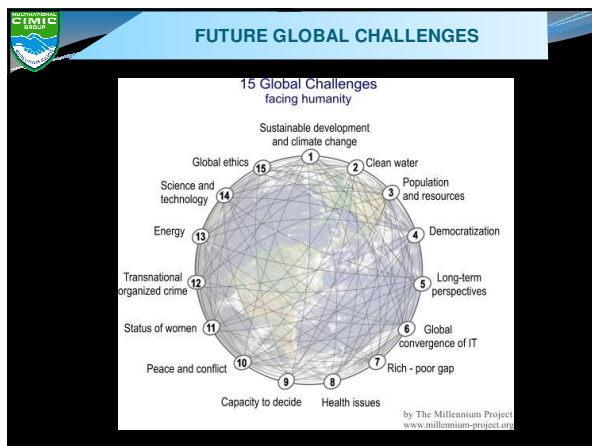 MULTINATIONAL
CIMIC
GROUP
FUTURE GLOBAL CHALLENGES
15 Global Challenges
facing humanity
Sustainable development
and climate change
1
2 Clean water
3 Population
and resources
4 Democratization
5 Long-term
perspectives
6 Global
convergence of IT
7 Rich - poor gap
8
Health issues
9
Capacity to decide
10
Peace and conflict
11
Status of women
Transnational
organized crime
12
Energy
13
Science and
technology
14
Global ethics
15
by The Millennium Project
www.millennium-project.org